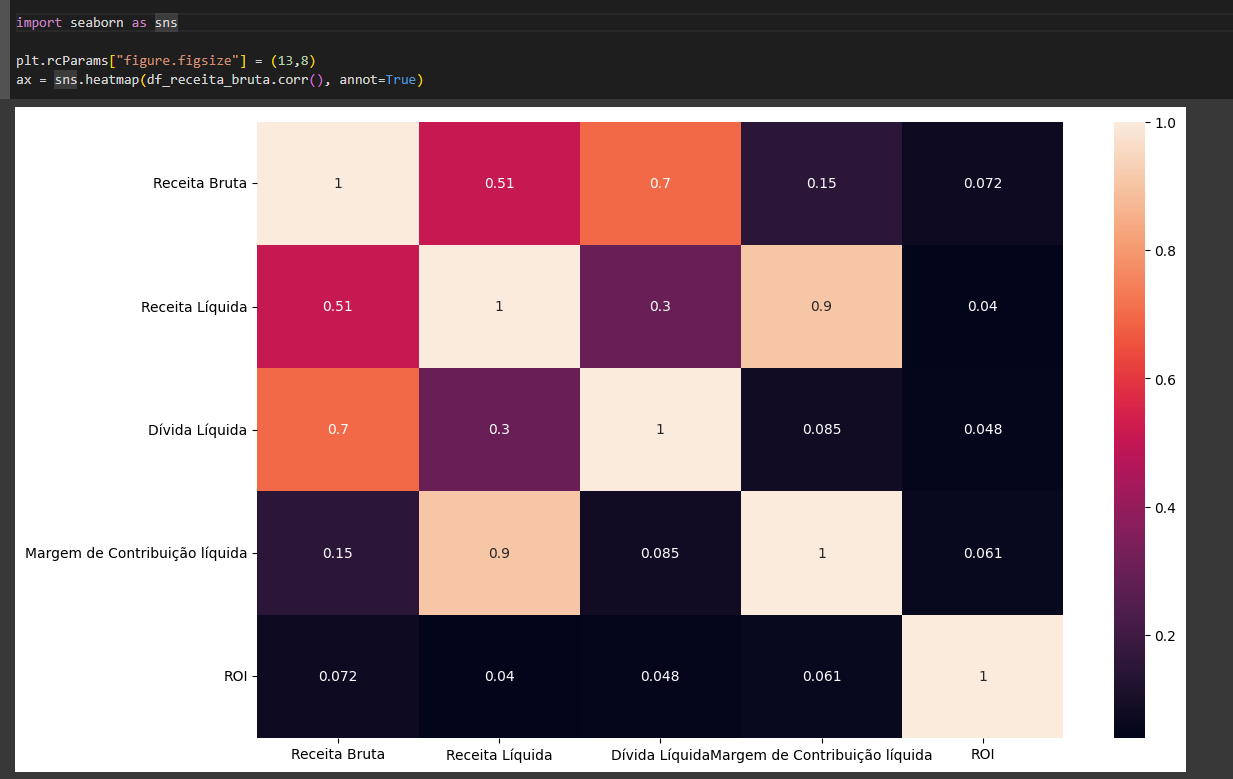 import seaborn as sns
plt.rcParams["figure.figsize"] = (13,8)
ax = sns.heatmap(df_receita_bruta.corr(), annot=True)
1.0
Receita Bruta 1 0.51 0.7 0.15 0.072
0.8
Receita Líquida 0.51 1 0.3 0.9 0.04
0.6
Dívida Líquida 0.7 0.3 1 0.085 0.048
0.4
Margem de Contribuição líquida 0.15 0.9 0.085 1 0.061
0.2
ROI 0.072 0.04 0.048 0.061 1
Receita Bruta Receita Líquida Dívida Líquida Margem de Contribuição líquida ROI